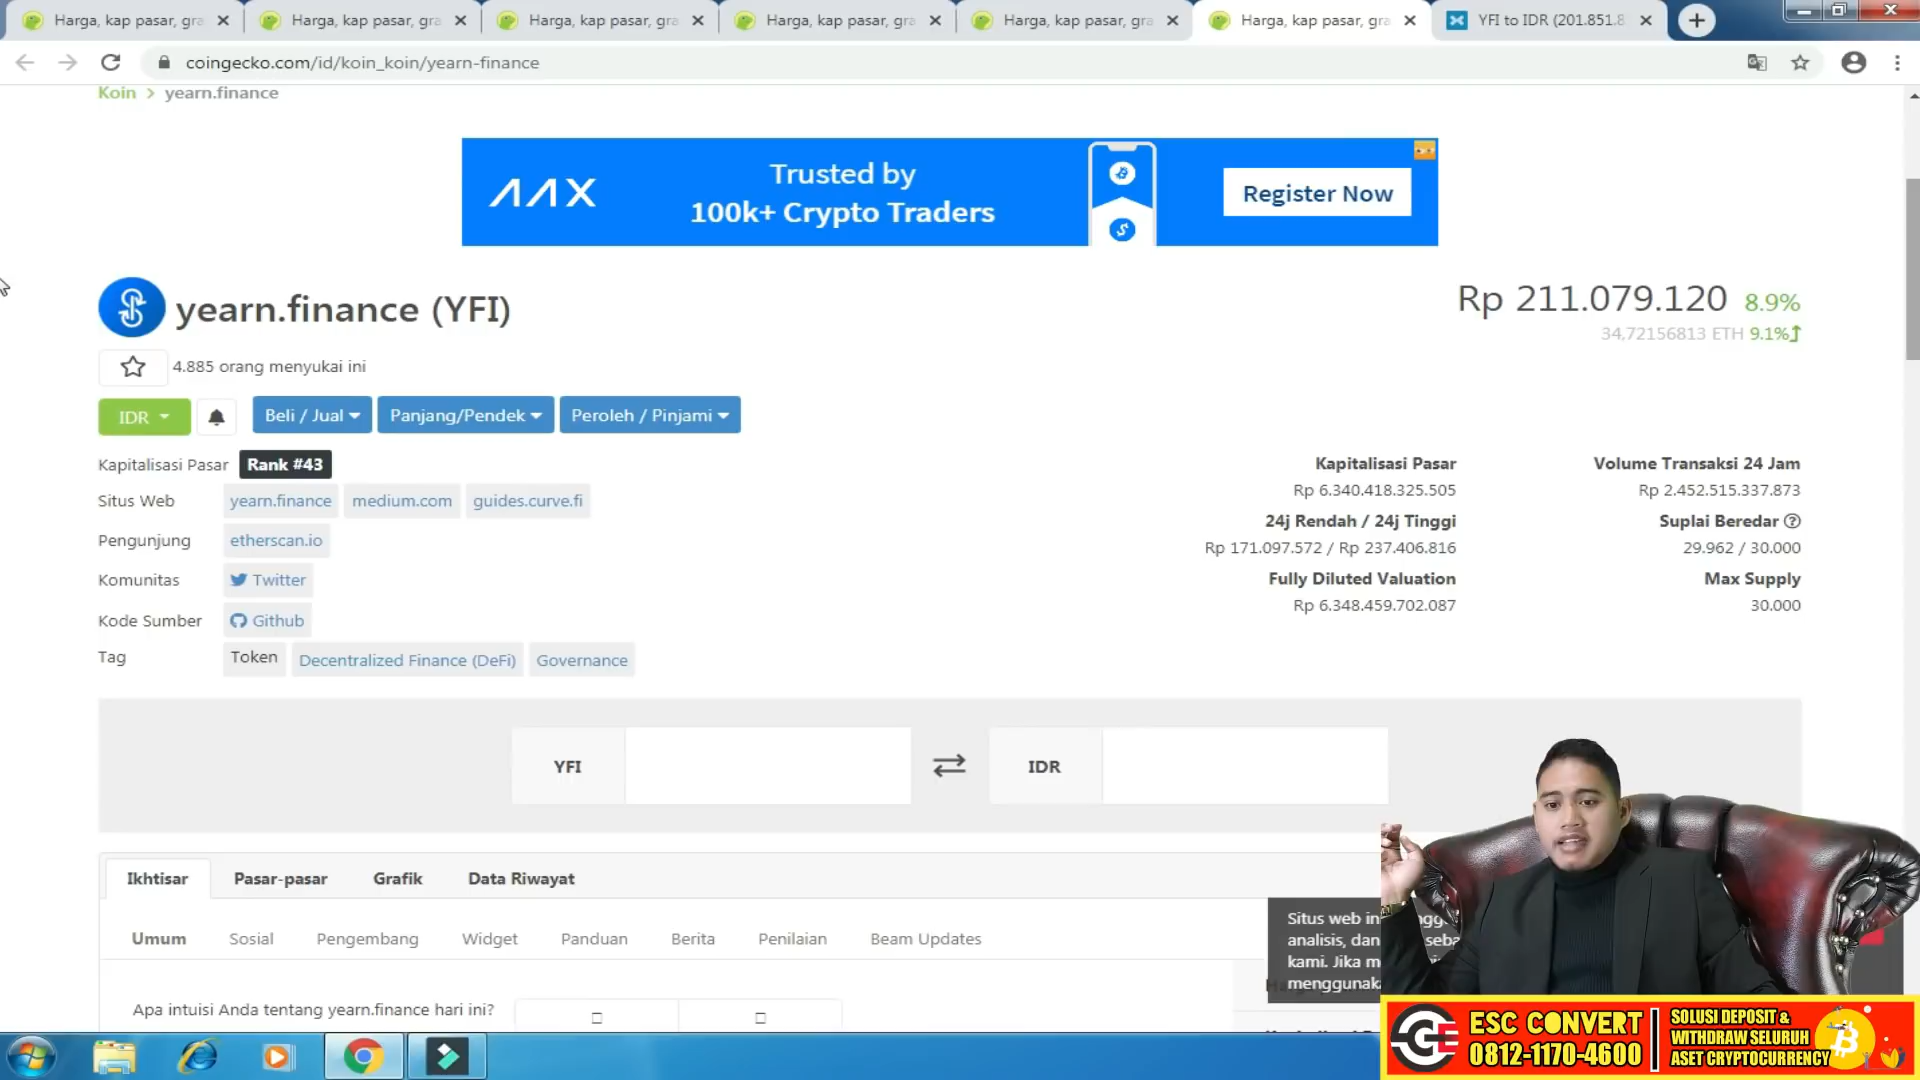 Harga, kap pasar, gra
Harga, kap pasar, gra
Harga, kap pasar, gra
Harga, kap pasar, gra
Harga, kap pasar, gra
Harga, kap pasar, gra
YFI to IDR (201.851.8
coingecko.com/id/koin_koin/yearn-finance
Koin > yearn.finance
AAX
Trusted by
100k+ Crypto Traders
Register Now
yearn.finance (YFI)
Rp 211.079.120 8.9%
34,72156813 ETH 9.1%
4.885 orang menyukai ini
IDR
Beli / Jual
Panjang/Pendek
Peroleh / Pinjami
Kapitalisasi Pasar Rank #43
Situs Web yearn.finance medium.com guides.curve.fi
Pengunjung etherscan.io
Komunitas Twitter
Kode Sumber Github
Tag Token Decentralized Finance (DeFi) Governance
Kapitalisasi Pasar
Rp 6.340.418.325.505
24j Rendah / 24j Tinggi
Rp 171.097.572 / Rp 237.406.816
Fully Diluted Valuation
Rp 6.348.459.702.087
Volume Transaksi 24 Jam
Rp 2.452.515.337.873
Suplai Beredar
29.962 / 30.000
Max Supply
30.000
YFI
IDR
Ikhtisar Pasar-pasar Grafik Data Riwayat
Umum Sosial Pengembang Widget Panduan Berita Penilaian Beam Updates
Apa intuisi Anda tentang yearn.finance hari ini?
Situs web in
analisis, dan seba
kami. Jika m
menggunaka
ESC CONVERT
0812-1170-4600
SOLUSI DEPOSIT &
WITHDRAW SELURUH
ASET CRYPTOCURRENCY